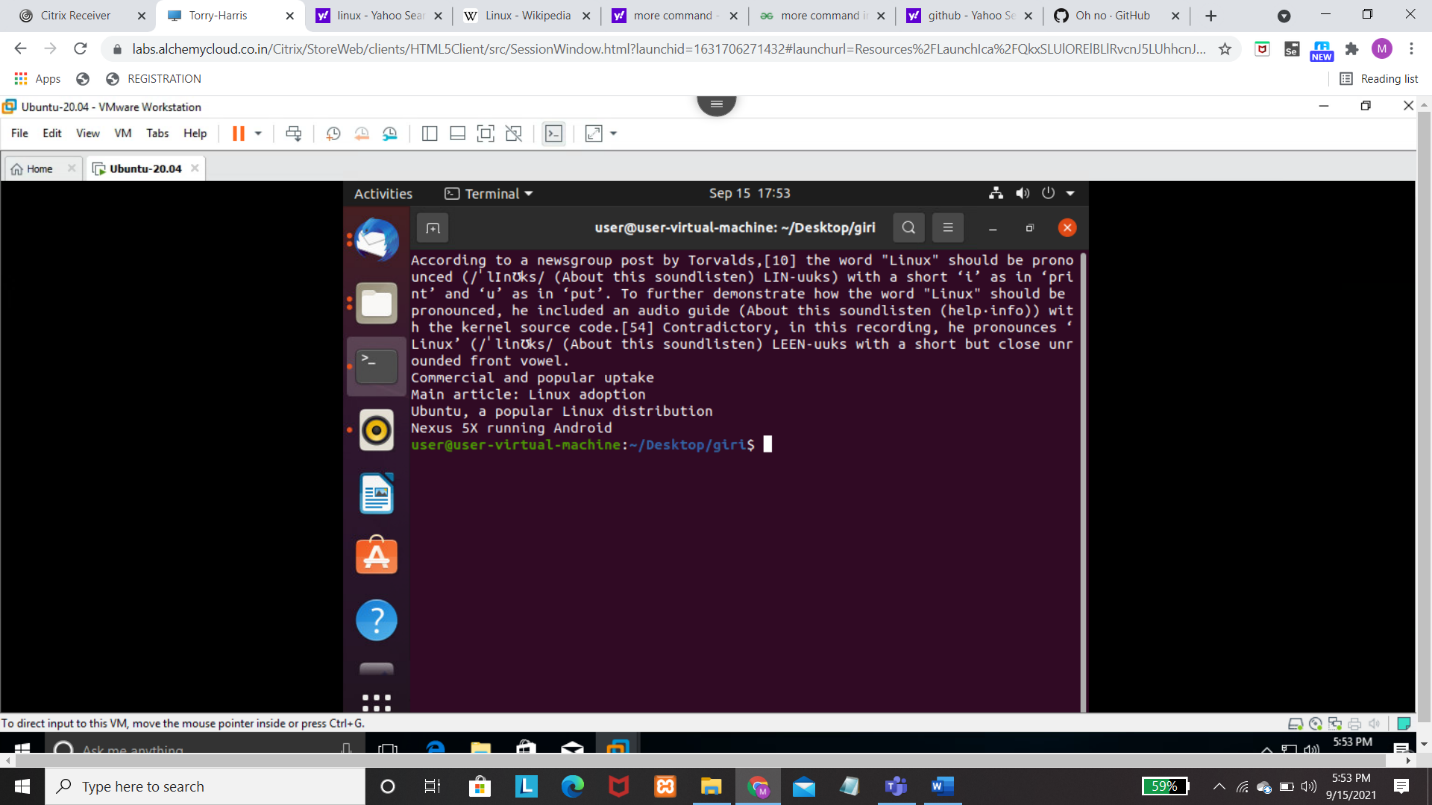 Citrix Receiver
Torry-Harris
linux - Yahoo Sear
Linux - Wikipedia
more command -
more command in
github - Yahoo Se
Oh no · GitHub
labs.alchemycloud.co.in/Citrix/StoreWeb/clients/HTML5Client/src/SessionWindow.html?launchid=1631706271432#launchurl=Resources%2FLaunchIca%2FQkxSLUlORElBLlRvcnJ5LUhhcnJ...
Se
NEW
M
Apps
REGISTRATION
Reading list
Ubuntu-20.04 - VMware Workstation
File Edit View VM Tabs Help
Home
Ubuntu-20.04
Activities
Terminal
Sep 15 17:53
user@user-virtual-machine: ~/Desktop/giri
According to a newsgroup post by Torvalds,[10] the word "Linux" should be prono
unced (/ˈlɪnʊks/ (About this soundlisten) LIN-uuks) with a short ‘i’ as in ‘pri
nt’ and ‘u’ as in ‘put’. To further demonstrate how the word "Linux" should be
pronounced, he included an audio guide (About this soundlisten (help·info)) wit
h the kernel source code.[54] Contradictory, in this recording, he pronounces ‘
Linux’ (/ˈlinʊks/ (About this soundlisten) LEEN-uuks with a short but close unr
ounded front vowel.
Commercial and popular uptake
Main article: Linux adoption
Ubuntu, a popular Linux distribution
Nexus 5X running Android
user@user-virtual-machine:~/Desktop/giri$
To direct input to this VM, move the mouse pointer inside or press Ctrl+G.
Ask me anything
5:53 PM
Type here to search
L
59%
5:53 PM
9/15/2021